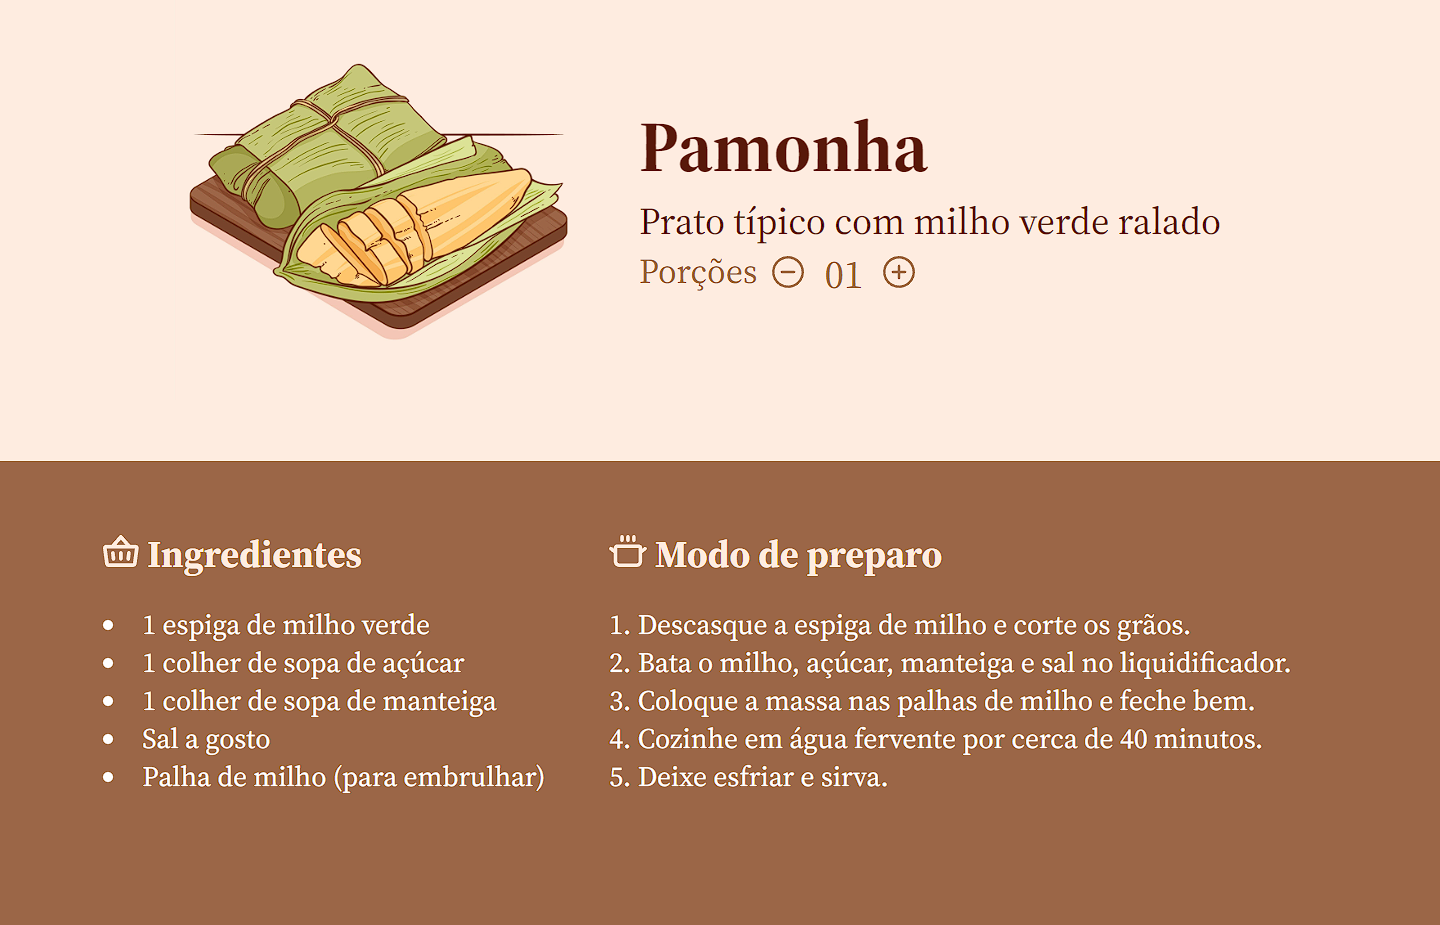 Pamonha
Prato típico com milho verde ralado
Porções 01
Ingredientes
• 1 espiga de milho verde
• 1 colher de sopa de açúcar
• 1 colher de sopa de manteiga
• Sal a gosto
• Palha de milho (para embrulhar)
Modo de preparo
1. Descasque a espiga de milho e corte os grãos.
2. Bata o milho, açúcar, manteiga e sal no liquidificador.
3. Coloque a massa nas palhas de milho e feche bem.
4. Cozinhe em água fervente por cerca de 40 minutos.
5. Deixe esfriar e sirva.